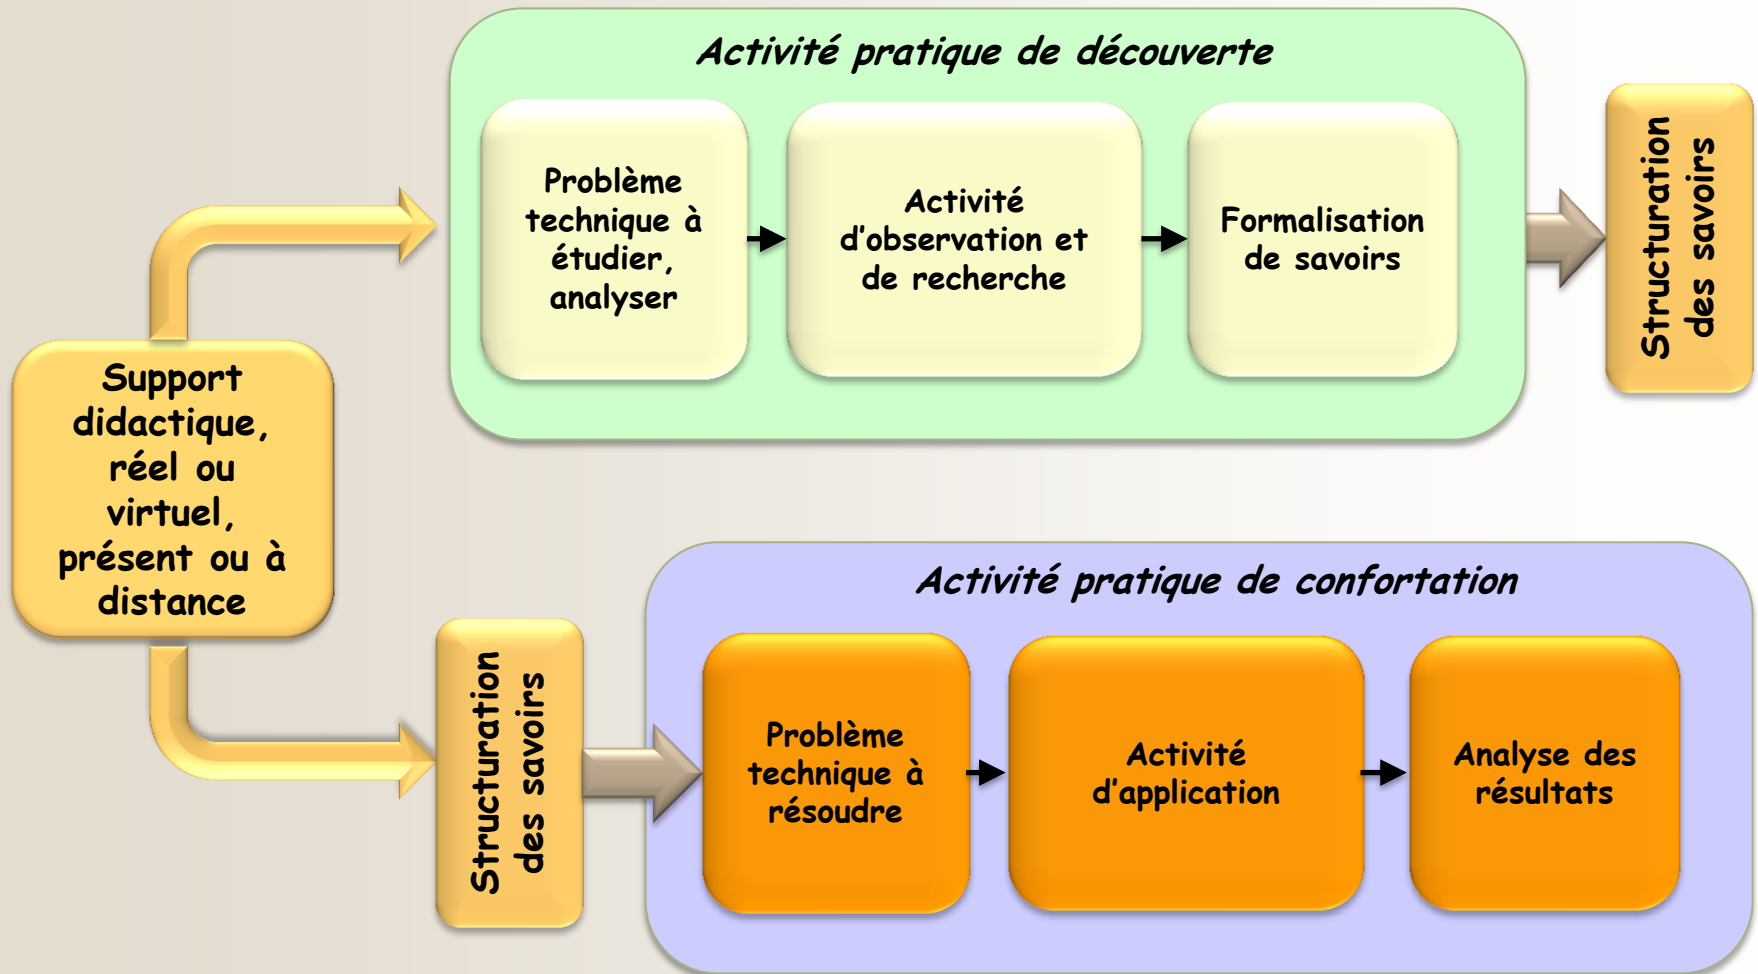 Activité pratique de découverte
Problème
technique à
étudier,
analyser
Activité
d'observation et
de recherche
Formalisation
de savoirs
Structuration
des savoirs
Support
didactique,
réel ou
virtuel,
présent ou à
distance
Structuration
des savoirs
Activité pratique de confortation
Problème
technique à
résoudre
Activité
d'application
Analyse des
résultats